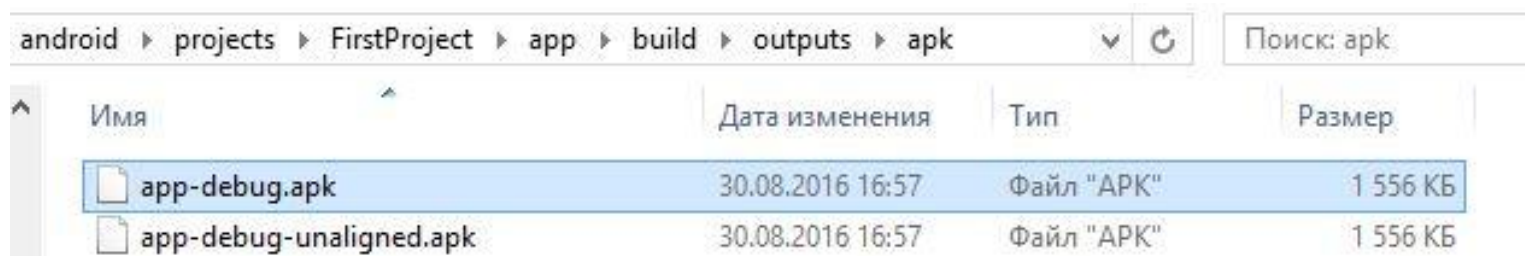 android projects FirstProject app build outputs apk Поиск: apk
Имя Дата изменения Тип Размер
app-debug.apk 30.08.2016 16:57 Файл "APK" 1 556 КБ
app-debug-unaligned.apk 30.08.2016 16:57 Файл "APK" 1 556 КБ